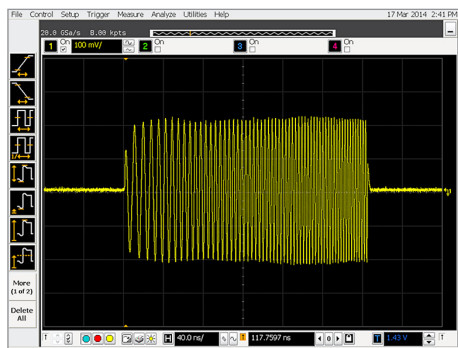 File Control Setup Trigger Measure Analyze Utilities Help 17 Mar 2014 2:41 PM
20.0 GSa/s 8.00 kpts
1 On 100 mV/ 2 On 3 On 4 On
More
(1 of 2)
Delete
All
H 40.0 ns/ 117.7597 ns 0 T 1.43 V